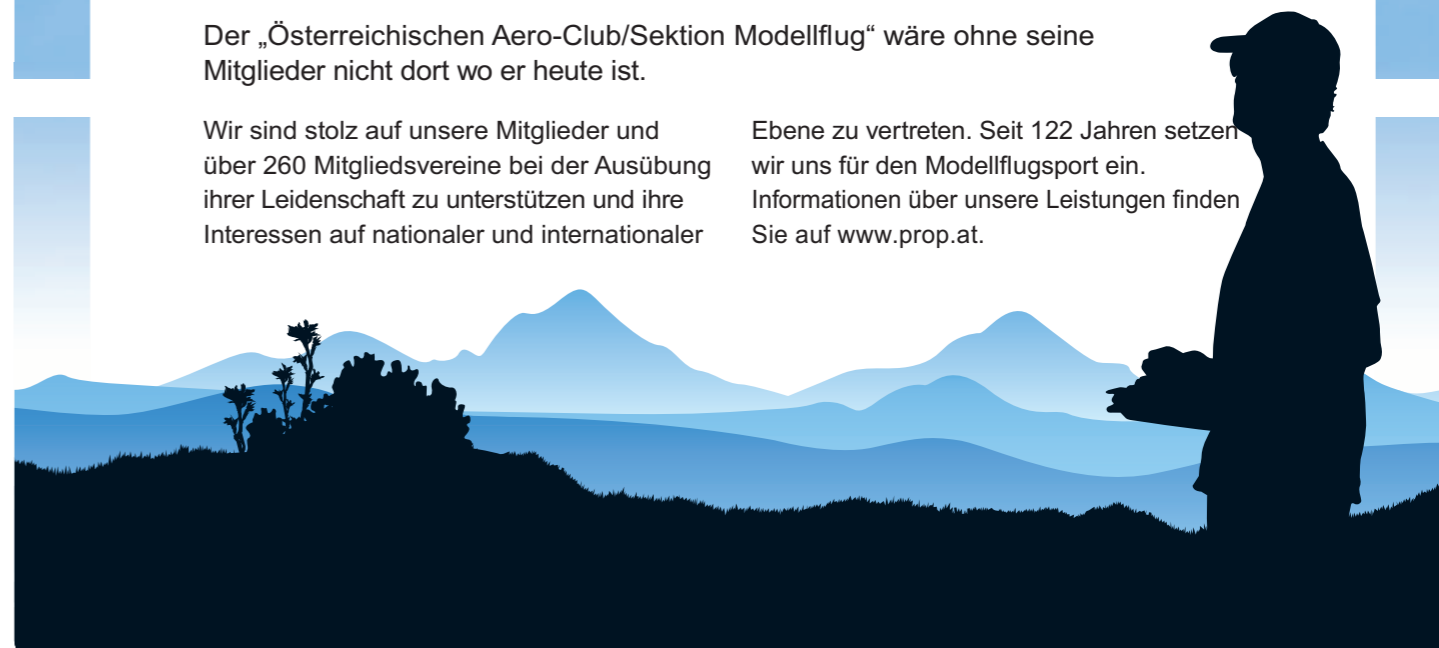 Der „Österreichischen Aero-Club/Sektion Modellflug“ wäre ohne seine
Mitglieder nicht dort wo er heute ist.
Wir sind stolz auf unsere Mitglieder und
über 260 Mitgliedsvereine bei der Ausübung
ihrer Leidenschaft zu unterstützen und ihre
Interessen auf nationaler und internationaler
Ebene zu vertreten. Seit 122 Jahren setzen
wir uns für den Modellflugsport ein.
Informationen über unsere Leistungen finden
Sie auf www.prop.at.